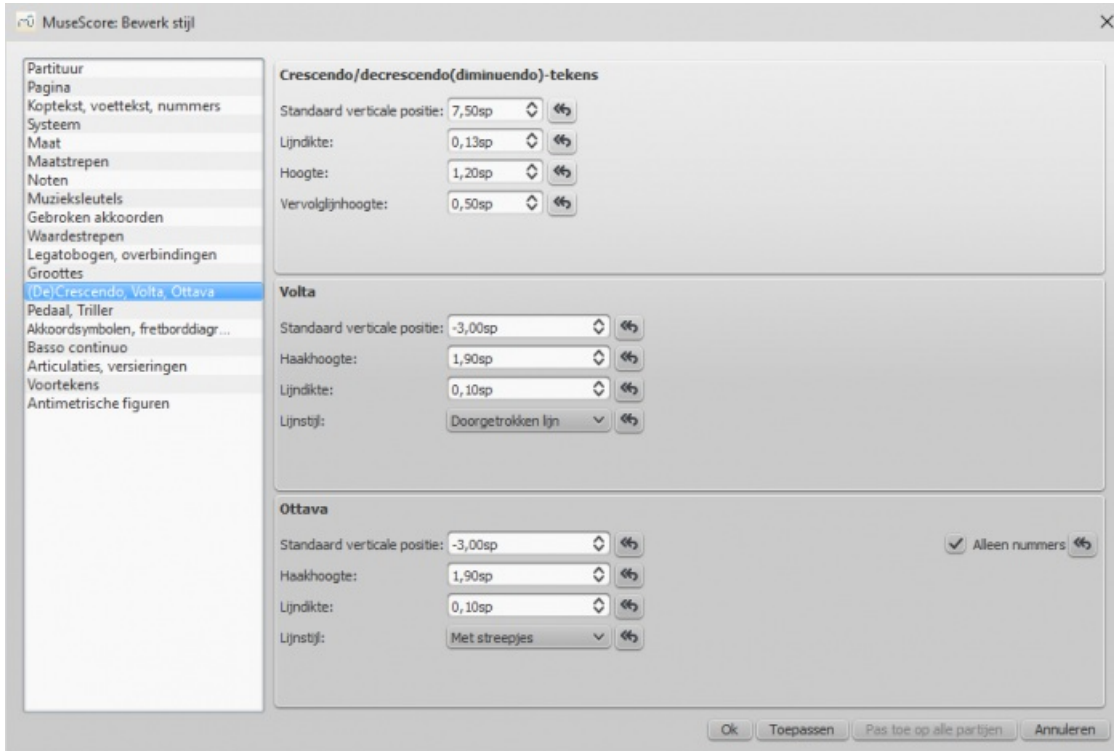 MuseScore: Bewerk stijl
Partituur
Pagina
Koptekst, voettekst, nummers
Systeem
Maat
Maatstrepen
Noten
Muzieksleutels
Gebroken akkoorden
Waardestrepen
Legatobogen, overbindingen
Groottes
(De)Crescendo, Volta, Ottava
Pedaal, Triller
Akkoordsymbolen, fretborddiagr...
Basso continuo
Articulaties, versieringen
Voortekens
Antimetrische figuren
Crescendo/decrescendo(diminuendo)-tekens
Standaard verticale positie: 7,50sp
Lijndikte: 0,13sp
Hoogte: 1,20sp
Vervolglijnhoogte: 0,50sp
Volta
Standaard verticale positie: -3,00sp
Haakhoogte: 1,90sp
Lijndikte: 0,10sp
Lijnstijl: Doorgetrokken lijn
Ottava
Standaard verticale positie: -3,00sp Alleen nummers
Haakhoogte: 1,90sp
Lijndikte: 0,10sp
Lijnstijl: Met streepjes
Ok Toepassen Pas toe op alle partijen Annuleren